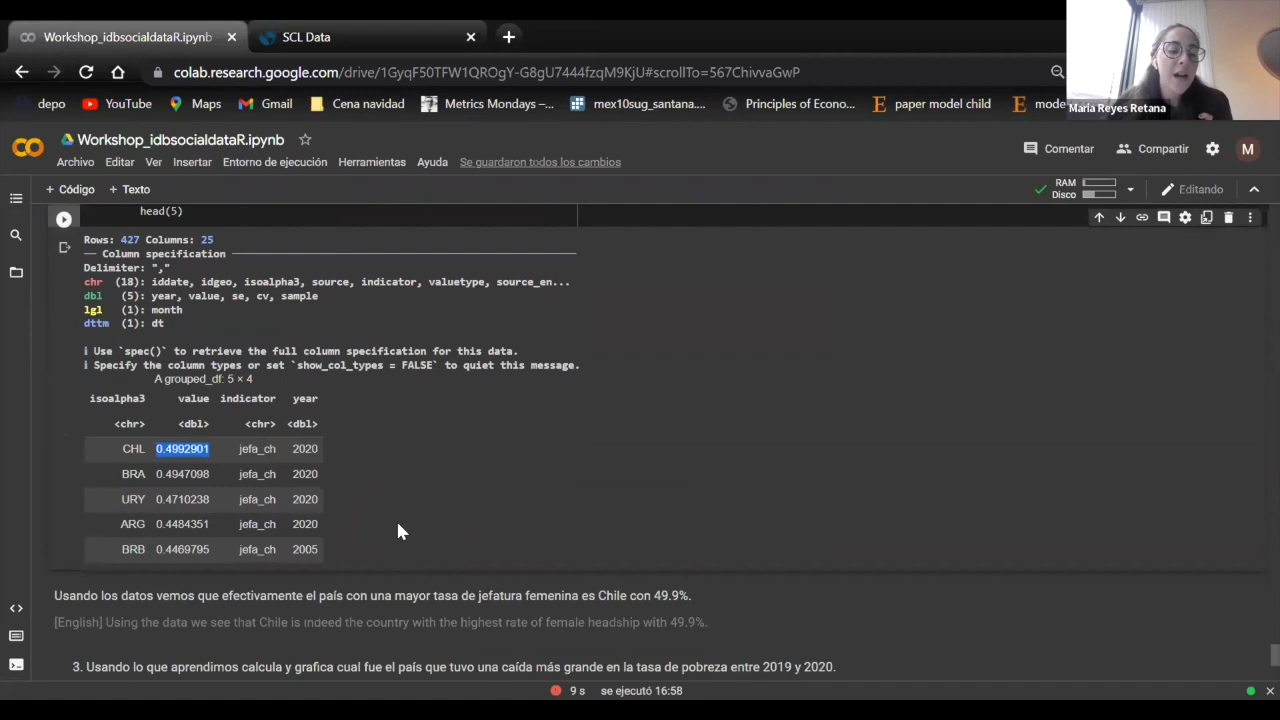 Workshop_idbsocialdataR.ipynb
SCL Data
colab.research.google.com/drive/1GyqF50TFW1QROgY-G8gU7444fzqM9KjU#scrollTo=567ChivvaGwP
depo YouTube Maps Gmail Cena navidad Metrics Mondays –... mex10sug_santana.... Principles of Econo... paper model child mode
María Reyes Retana
Workshop_idbsocialdataR.ipynb
Comentar Compartir M
Archivo Editar Ver Insertar Entorno de ejecución Herramientas Ayuda Se guardaron todos los cambios
+ Código + Texto
RAM
Disco
Editando
head(5)
Rows: 427 Columns: 25
── Column specification ────────────────
Delimiter: ","
chr (18): iddate, idgeo, isoalpha3, source, indicator, valuetype, source_en...
dbl (5): year, value, se, cv, sample
lgl (1): month
dttm (1): dt
ℹ Use `spec()` to retrieve the full column specification for this data.
ℹ Specify the column types or set `show_col_types = FALSE` to quiet this message.
A grouped_df: 5 × 4
isoalpha3 value indicator year
<chr> <dbl> <chr> <dbl>
CHL 0.4992901 jefa_ch 2020
BRA 0.4947098 jefa_ch 2020
URY 0.4710238 jefa_ch 2020
ARG 0.4484351 jefa_ch 2020
BRB 0.4469795 jefa_ch 2005
Usando los datos vemos que efectivamente el país con una mayor tasa de jefatura femenina es Chile con 49.9%.
[English] Using the data we see that Chile is indeed the country with the highest rate of female headship with 49.9%.
3. Usando lo que aprendimos calcula y grafica cual fue el país que tuvo una caída más grande en la tasa de pobreza entre 2019 y 2020.
9 s se ejecutó 16:58